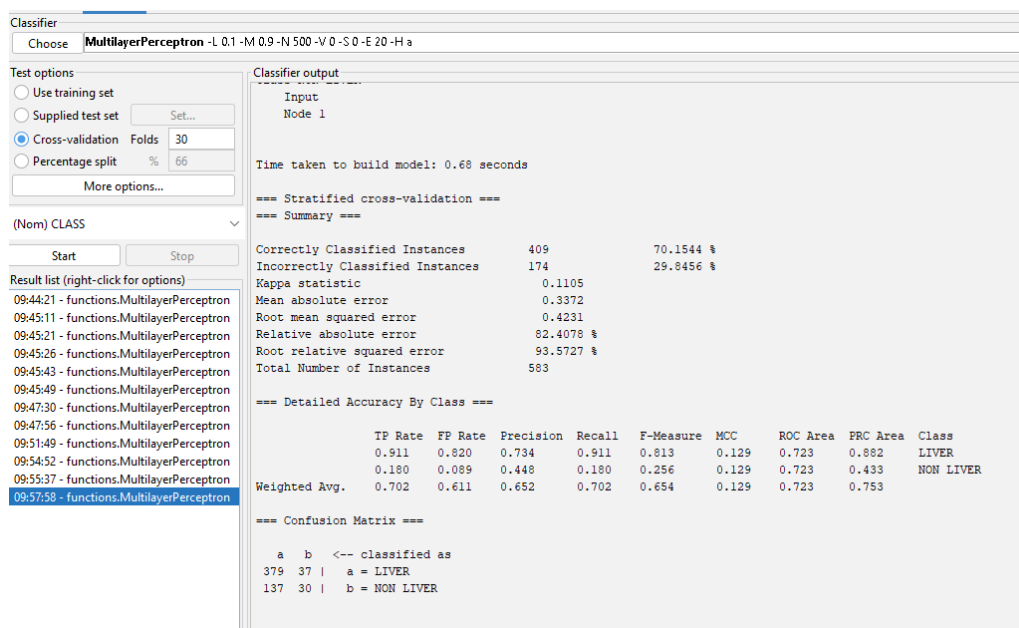 Classifier
Choose MultilayerPerceptron -L 0.1 -M 0.9 -N 500 -V 0 -S 0 -E 20 -H a
Test options
Use training set
Supplied test set Set...
Cross-validation Folds 30
Percentage split % 66
More options...
(Nom) CLASS
Start Stop
Result list (right-click for options)
09:44:21 - functions.MultilayerPerceptron
09:45:11 - functions.MultilayerPerceptron
09:45:21 - functions.MultilayerPerceptron
09:45:26 - functions.MultilayerPerceptron
09:45:43 - functions.MultilayerPerceptron
09:45:49 - functions.MultilayerPerceptron
09:47:30 - functions.MultilayerPerceptron
09:47:56 - functions.MultilayerPerceptron
09:51:49 - functions.MultilayerPerceptron
09:54:52 - functions.MultilayerPerceptron
09:55:37 - functions.MultilayerPerceptron
09:57:58 - functions.MultilayerPerceptron
Classifier output
Input
Node 1
Time taken to build model: 0.68 seconds
=== Stratified cross-validation ===
=== Summary ===
Correctly Classified Instances 409 70.1544 %
Incorrectly Classified Instances 174 29.8456 %
Kappa statistic 0.1105
Mean absolute error 0.3372
Root mean squared error 0.4231
Relative absolute error 82.4078 %
Root relative squared error 93.5727 %
Total Number of Instances 583
=== Detailed Accuracy By Class ===
TP Rate FP Rate Precision Recall F-Measure MCC ROC Area PRC Area Class
0.911 0.820 0.734 0.911 0.813 0.129 0.723 0.882 LIVER
0.180 0.089 0.448 0.180 0.256 0.129 0.723 0.433 NON LIVER
Weighted Avg. 0.702 0.611 0.652 0.702 0.654 0.129 0.723 0.753
=== Confusion Matrix ===
a b <-- classified as
379 37 | a = LIVER
137 30 | b = NON LIVER